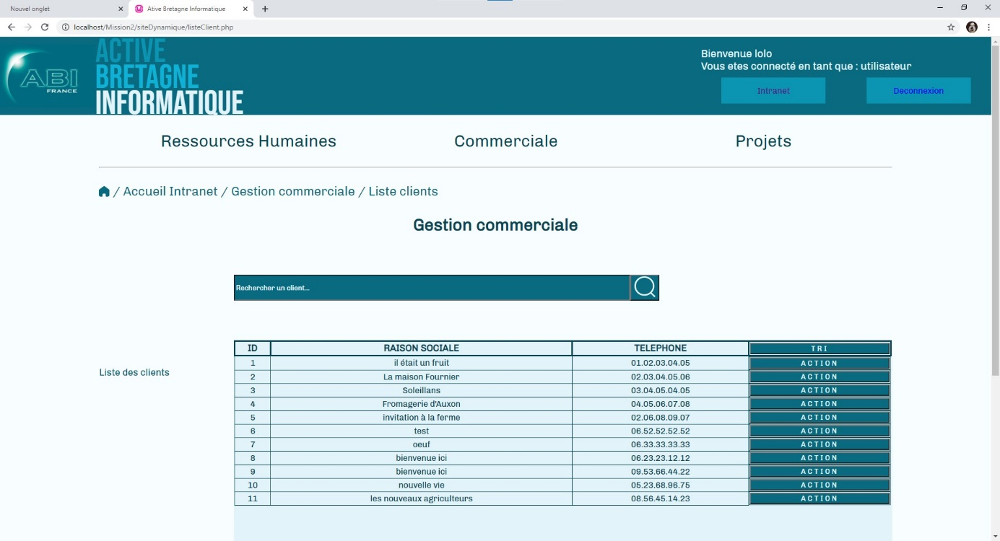 Nouvel onglet
Ative Bretagne Informatique
localhost/Mission2/siteDynamique/listeClient.php
ABI
FRANCE
ACTIVE
BRETAGNE
INFORMATIQUE
Bienvenue lolo
Vous etes connecté en tant que : utilisateur
Intranet Deconnexion
Ressources Humaines Commerciale Projets
/ Accueil Intranet / Gestion commerciale / Liste clients
Gestion commerciale
Rechercher un client...
Liste des clients
ID RAISON SOCIALE TELEPHONE TRI
1 il était un fruit 01.02.03.04.05 ACTION
2 La maison Fournier 02.03.04.05.06 ACTION
3 Soleillans 03.04.05.04.05 ACTION
4 Fromagerie d'Auxon 04.05.06.07.08 ACTION
5 invitation à la ferme 02.06.08.09.07 ACTION
6 test 06.52.52.52.52 ACTION
7 oeuf 06.33.33.33.33 ACTION
8 bienvenue ici 06.23.23.12.12 ACTION
9 bienvenue ici 09.53.66.44.22 ACTION
10 nouvelle vie 05.23.68.96.75 ACTION
11 les nouveaux agriculteurs 08.56.45.14.23 ACTION